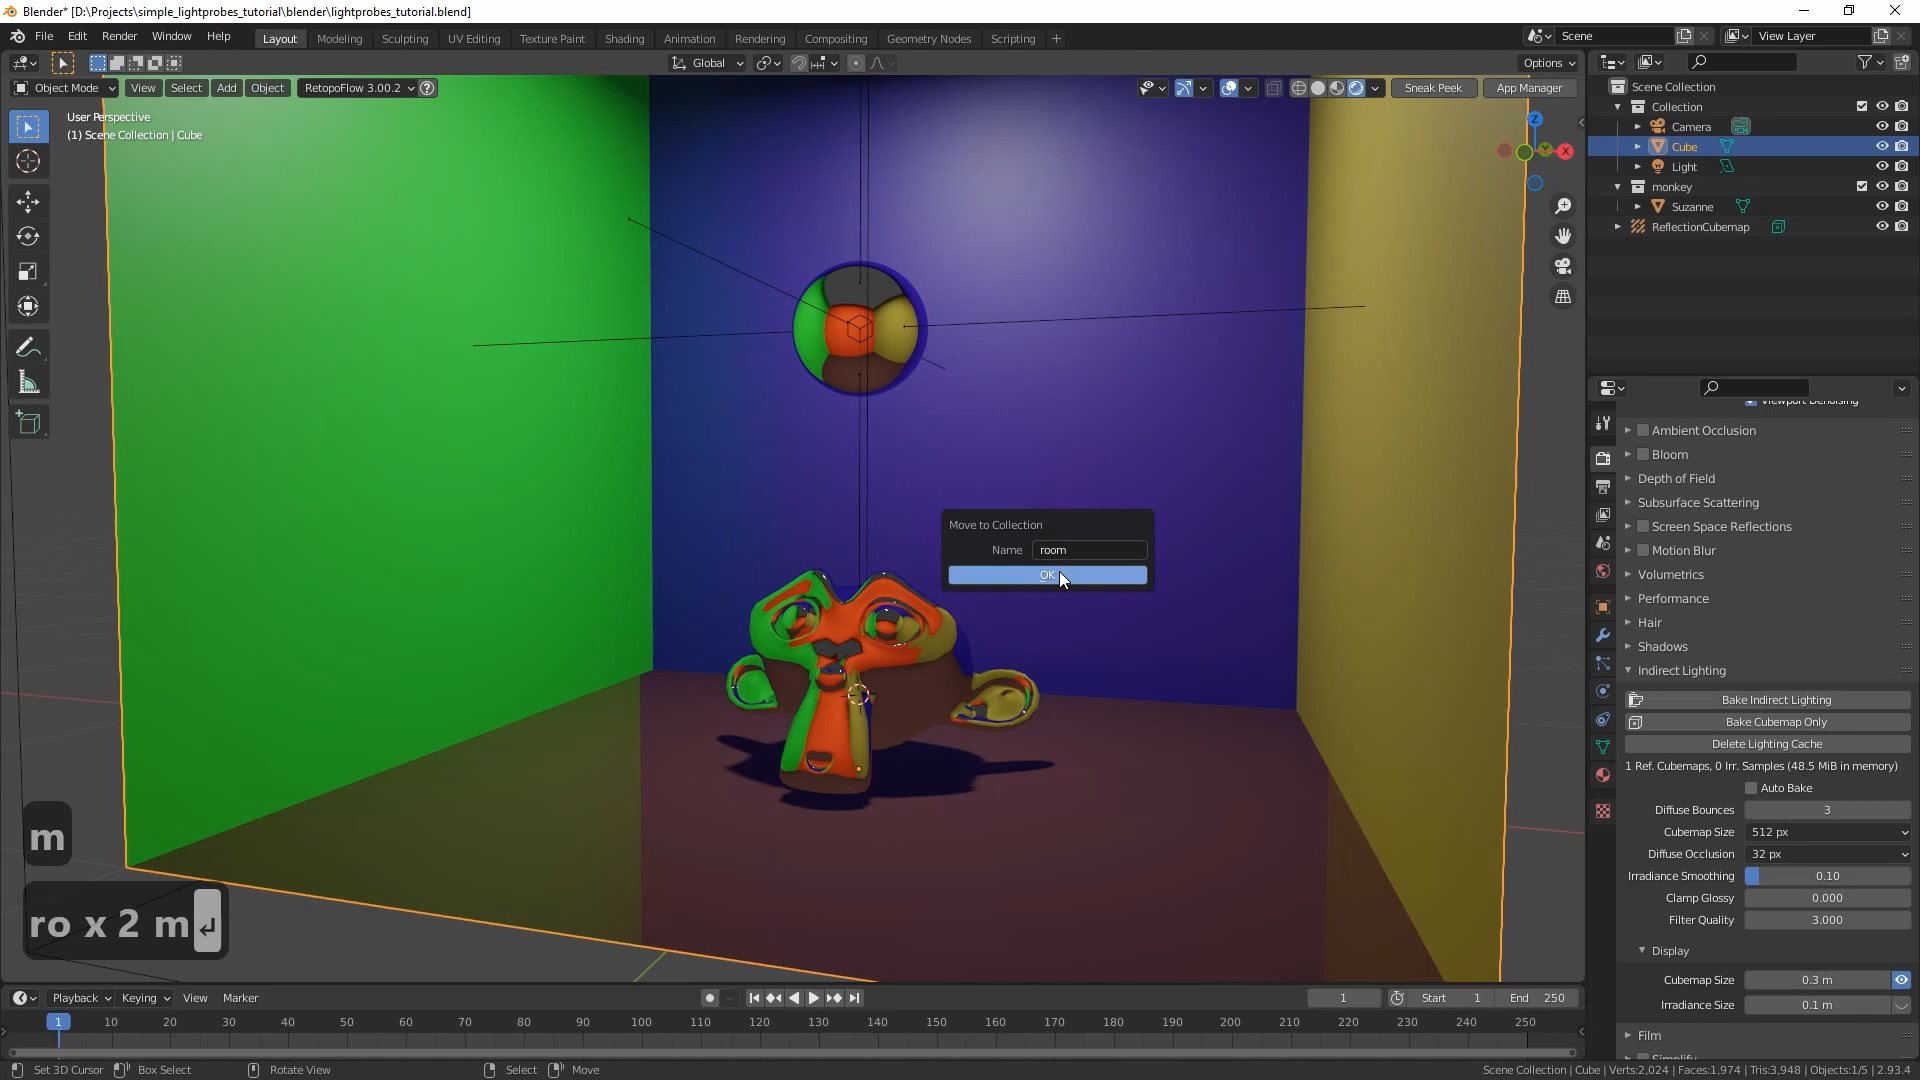 Blender* [D:\Projects\simple_lightprobes_tutorial\blender\lightprobes_tutorial.blend]
File Edit Render Window Help
Layout Modeling Sculpting UV Editing Texture Paint Shading Animation Rendering Compositing Geometry Nodes Scripting +
Scene
View Layer
Global
Options
Object Mode View Select Add Object RetopoFlow 3.00.2 ?
Sneak Peek App Manager
User Perspective
(1) Scene Collection | Cube
Z
Y
X
Move to Collection
Name room
OK
m
ro x 2 m
Scene Collection
Collection
Camera
Cube
Light
monkey
Suzanne
ReflectionCubemap
Viewport Denoising
Ambient Occlusion
Bloom
Depth of Field
Subsurface Scattering
Screen Space Reflections
Motion Blur
Volumetrics
Performance
Hair
Shadows
Indirect Lighting
Bake Indirect Lighting
Bake Cubemap Only
Delete Lighting Cache
1 Ref. Cubemaps, 0 Irr. Samples (48.5 MiB in memory)
Auto Bake
Diffuse Bounces 3
Cubemap Size 512 px
Diffuse Occlusion 32 px
Irradiance Smoothing 0.10
Clamp Glossy 0.000
Filter Quality 3.000
Display
Cubemap Size 0.3 m
Irradiance Size 0.1 m
Film
Simplify
Playback Keying View Marker
1 Start 1 End 250
1 10 20 30 40 50 60 70 80 90 100 110 120 130 140 150 160 170 180 190 200 210 220 230 240 250
Set 3D Cursor Box Select Rotate View Select Move
Scene Collection | Cube | Verts:2,024 | Faces:1,974 | Tris:3,948 | Objects:1/5 | 2.93.4